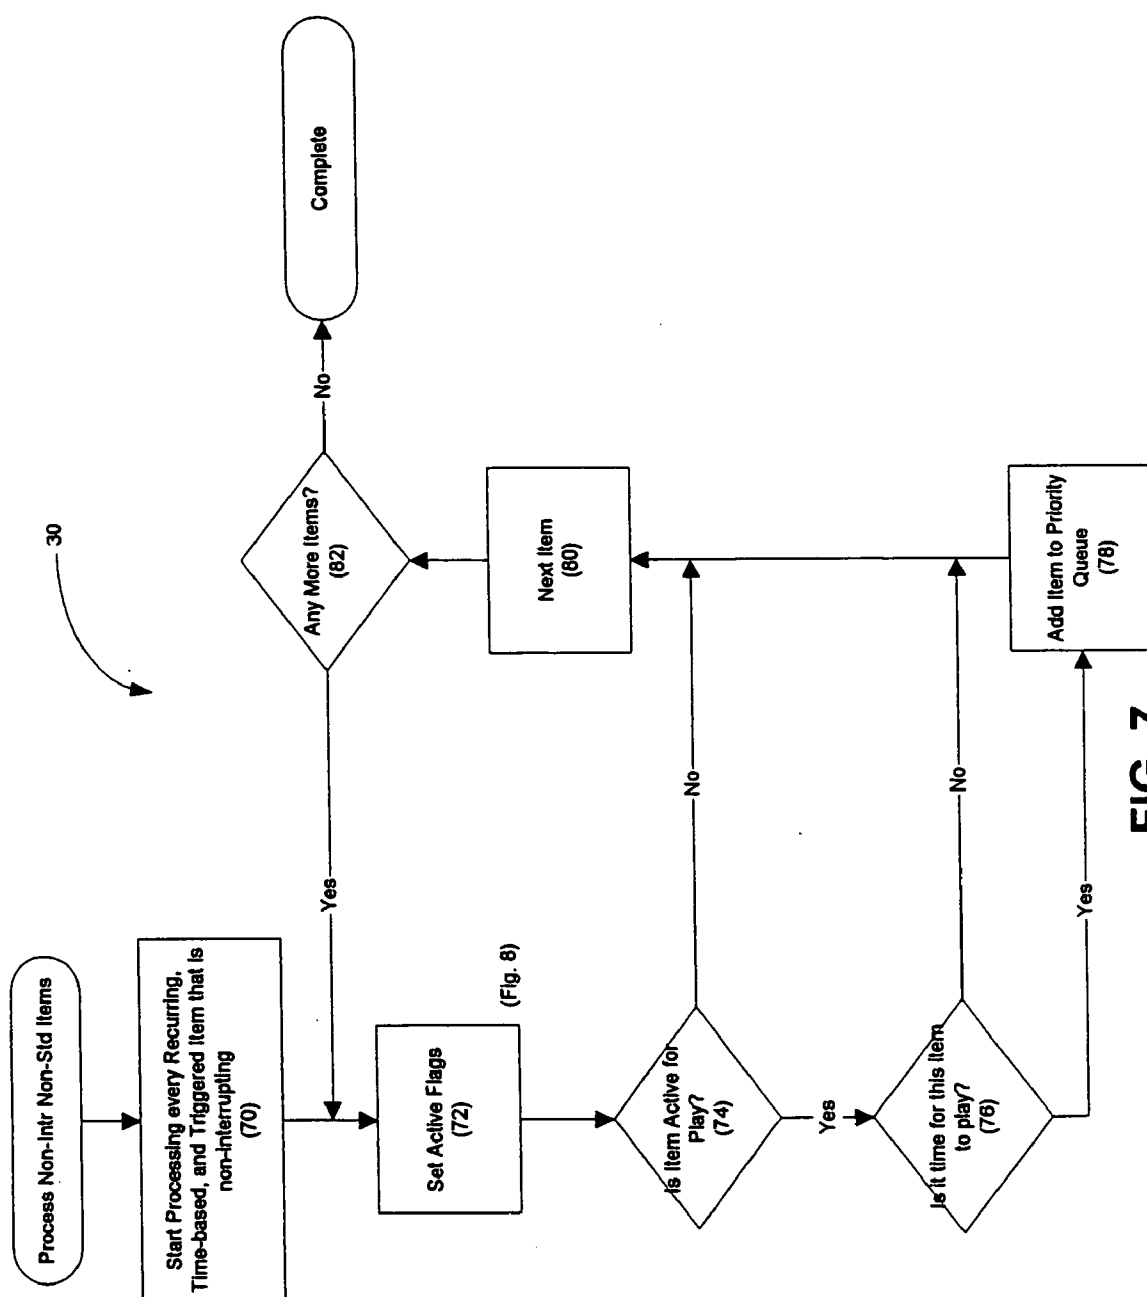 Process Non-Intr Non-Std Items
Start Processing every Recurring,
Time-based, and Triggered Item that is
non-interrupting
(70)
Set Active Flags
(72)
(Fig. 8)
Is Item Active for
Play?
(74)
Yes
No
Is it time for this Item
to play?
(76)
Yes
No
Add Item to Priority
Queue
(78)
Next Item
(80)
Any More Items?
(82)
Yes
No
Complete
30
FIG. 7